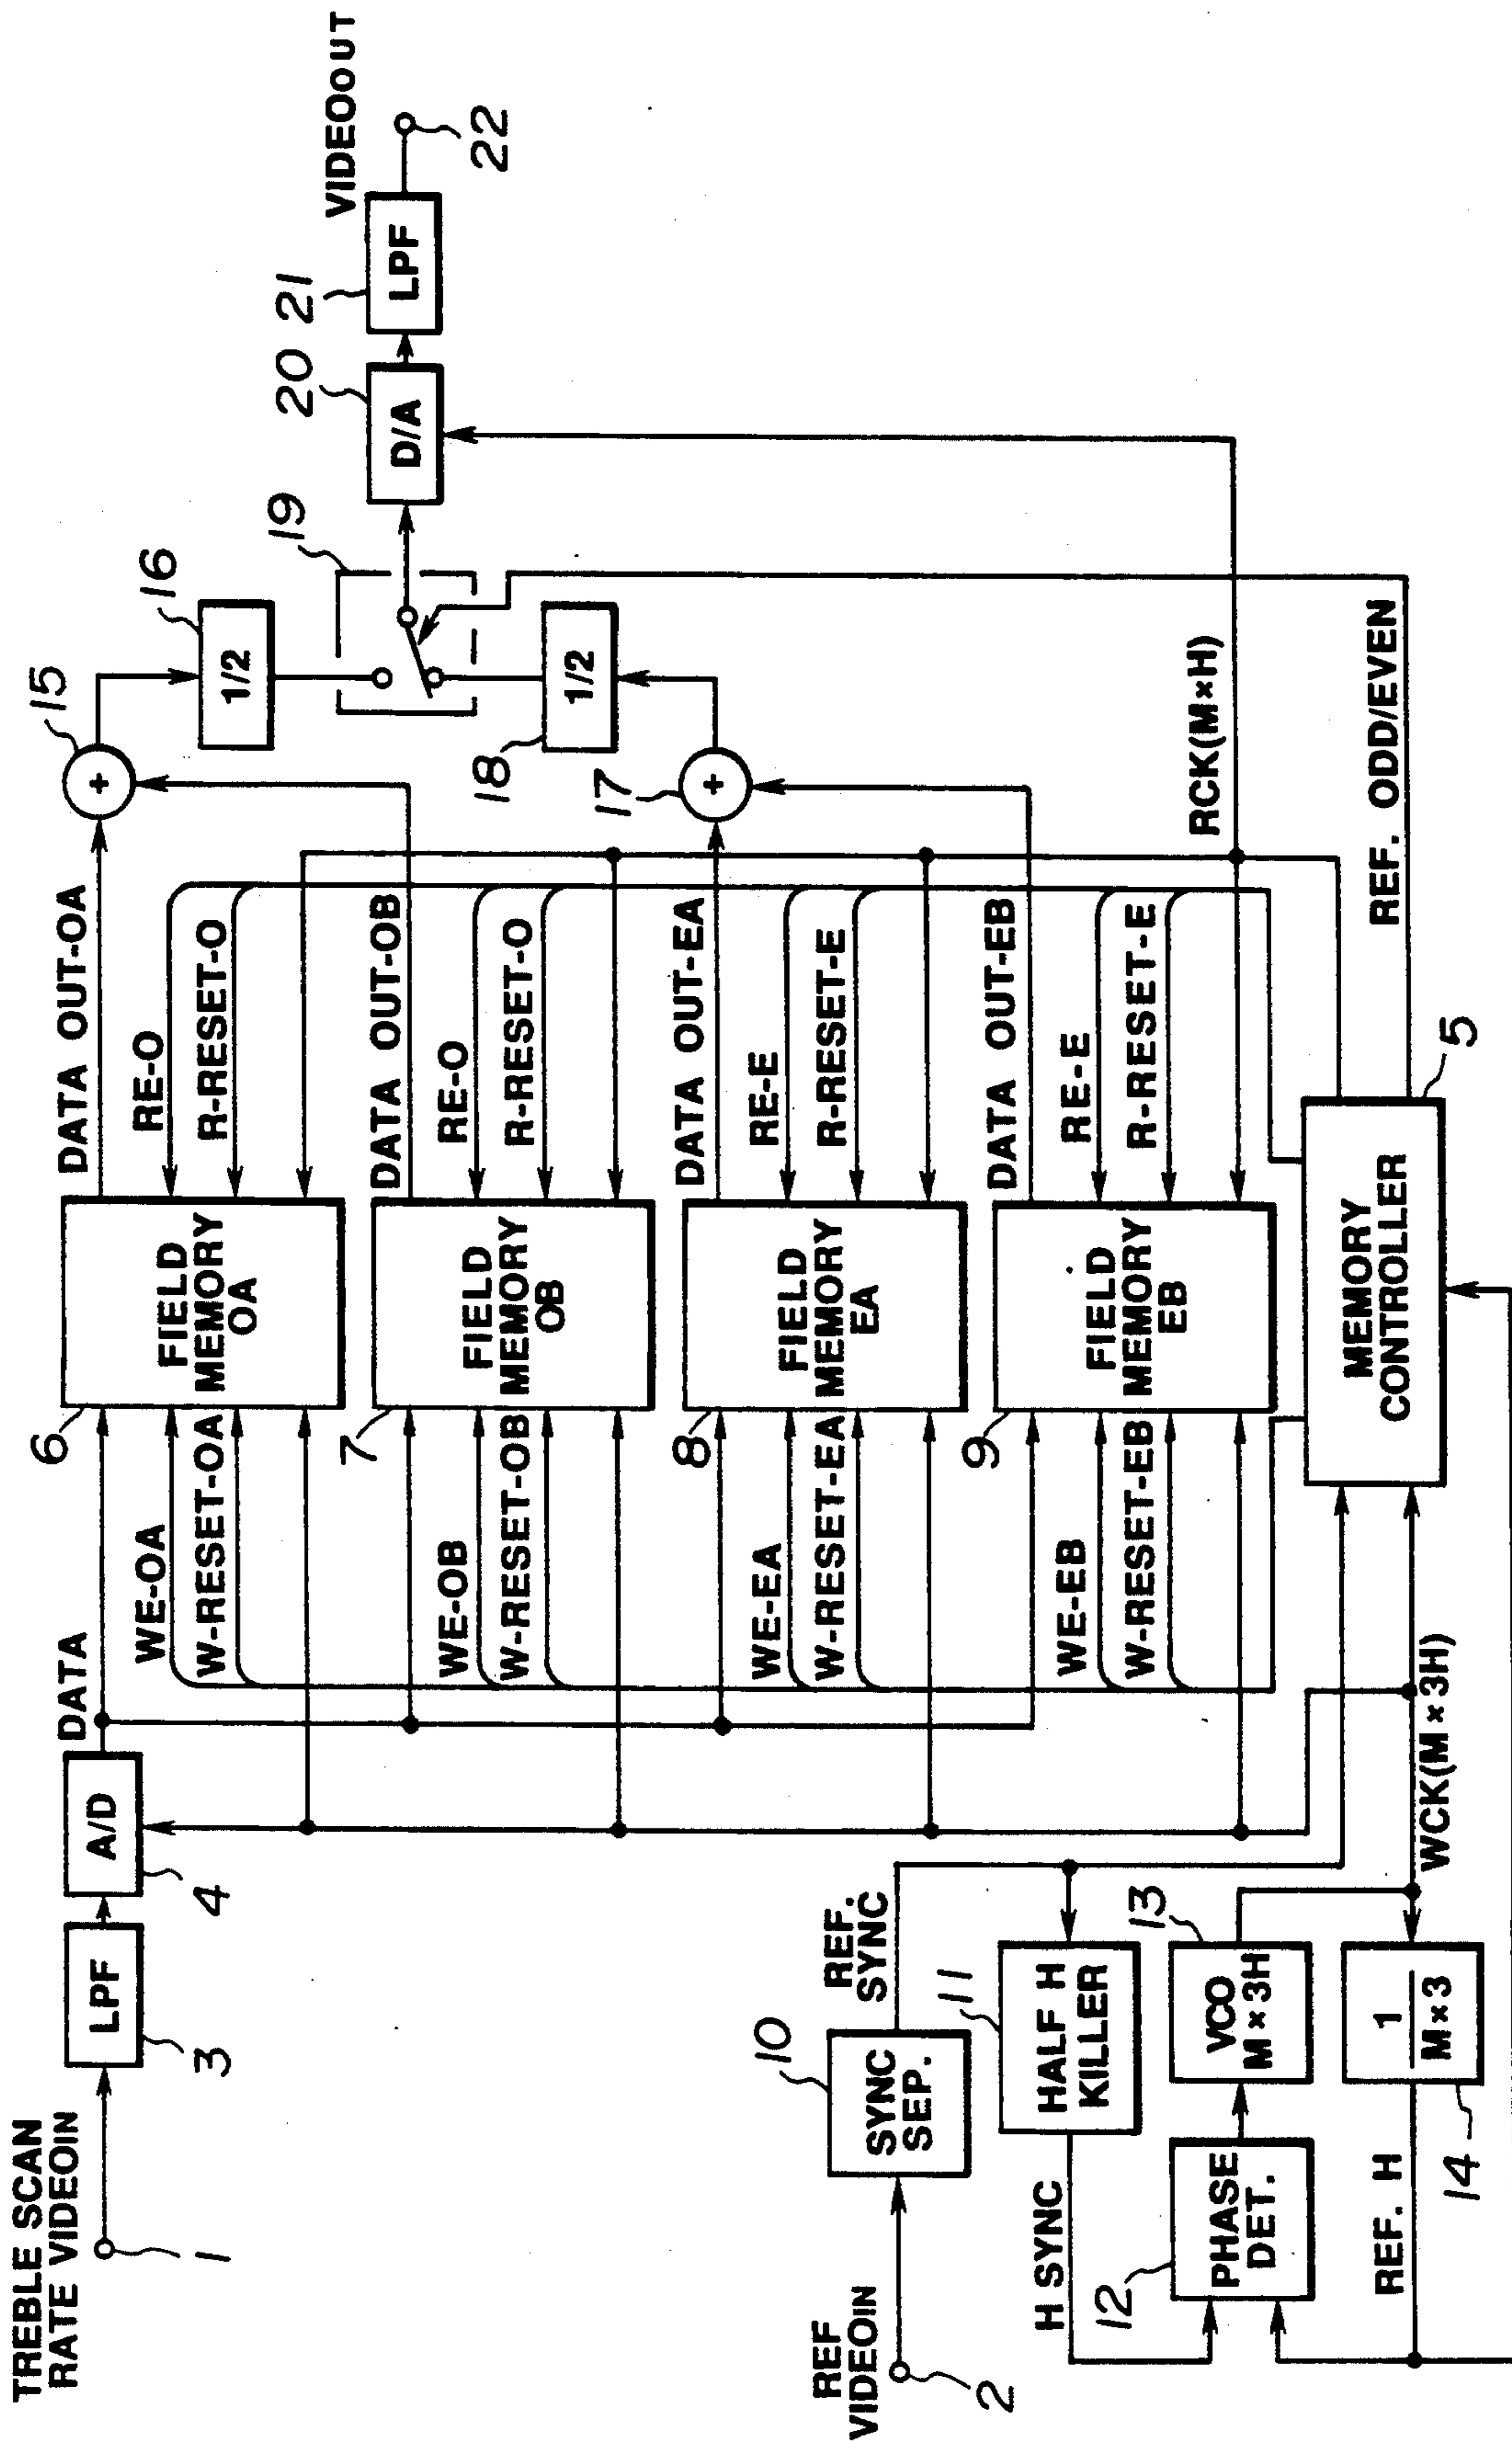 TREBLE SCAN
RATE VIDEOIN
1
LPF
3
A/D
4
DATA
WE-OA
W-RESET-OA
6
FIELD
MEMORY
OA
DATA OUT-OA
RE-O
R-RESET-O
15
+
16
1/2
WE-OB
W-RESET-OB
7
FIELD
MEMORY
OB
DATA OUT-OB
RE-O
R-RESET-O
19
20
D/A
21
LPF
VIDEOOUT
22
WE-EA
W-RESET-EA
8
FIELD
MEMORY
EA
DATA OUT-EA
RE-E
R-RESET-E
17
+
18
1/2
WE-EB
W-RESET-EB
9
FIELD
MEMORY
EB
DATA OUT-EB
RE-E
R-RESET-E
RCK(M×H)
REF. ODD/EVEN
REF
VIDEOIN
2
10
SYNC
SEP.
REF.
SYNC
11
HALF H
KILLER
H SYNC
12
PHASE
DET.
13
VCO
M×3H
WCK(M×3H)
REF. H
14
1
M×3
MEMORY
CONTROLLER
5